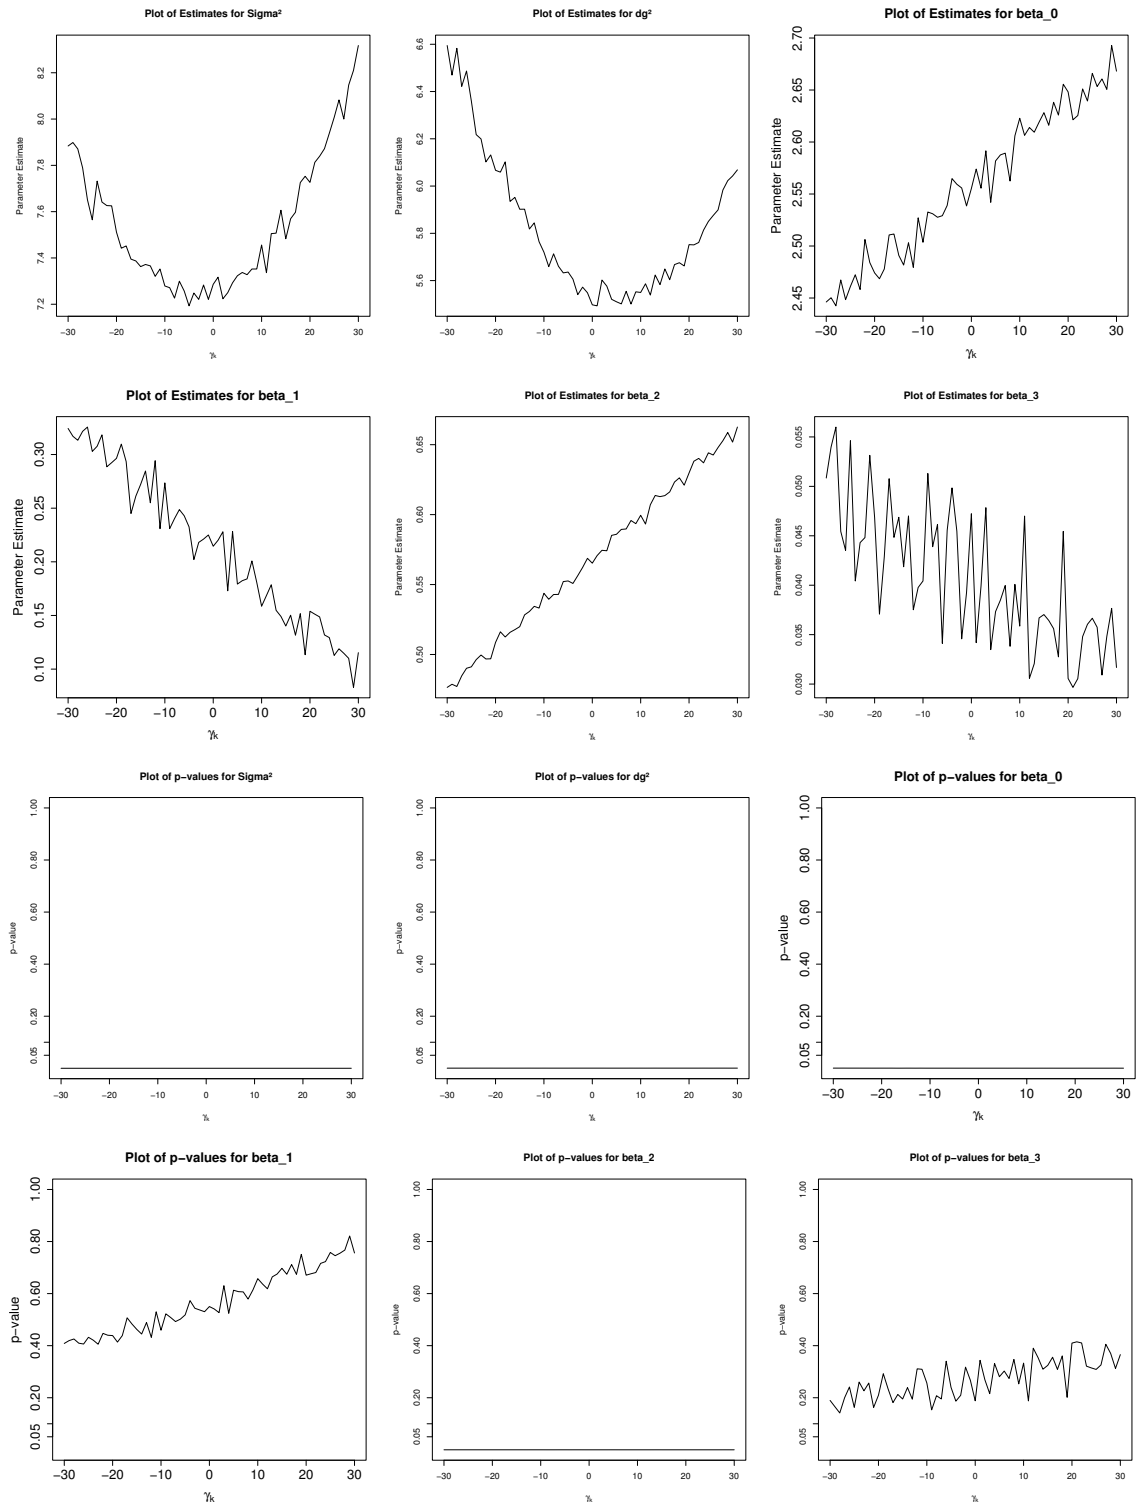 Plot of Estimates for Sigma²
Parameter Estimate
8.2
8.0
7.8
7.6
7.4
7.2
−30 −20 −10 0 10 20 30
γk
Plot of Estimates for dg²
Parameter Estimate
6.6
6.4
6.2
6.0
5.8
5.6
−30 −20 −10 0 10 20 30
γk
Plot of Estimates for beta_0
Parameter Estimate
2.70
2.65
2.60
2.55
2.50
2.45
−30 −20 −10 0 10 20 30
γk
Plot of Estimates for beta_1
Parameter Estimate
0.30
0.25
0.20
0.15
0.10
−30 −20 −10 0 10 20 30
γk
Plot of Estimates for beta_2
Parameter Estimate
0.65
0.60
0.55
0.50
−30 −20 −10 0 10 20 30
γk
Plot of Estimates for beta_3
Parameter Estimate
0.055
0.050
0.045
0.040
0.035
0.030
−30 −20 −10 0 10 20 30
γk
Plot of p−values for Sigma²
p−value
1.00
0.80
0.60
0.40
0.20
0.05
−30 −20 −10 0 10 20 30
γk
Plot of p−values for dg²
p−value
1.00
0.80
0.60
0.40
0.20
0.05
−30 −20 −10 0 10 20 30
γk
Plot of p−values for beta_0
p−value
1.00
0.80
0.60
0.40
0.20
0.05
−30 −20 −10 0 10 20 30
γk
Plot of p−values for beta_1
p−value
1.00
0.80
0.60
0.40
0.20
0.05
−30 −20 −10 0 10 20 30
γk
Plot of p−values for beta_2
p−value
1.00
0.80
0.60
0.40
0.20
0.05
−30 −20 −10 0 10 20 30
γk
Plot of p−values for beta_3
p−value
1.00
0.80
0.60
0.40
0.20
0.05
−30 −20 −10 0 10 20 30
γk